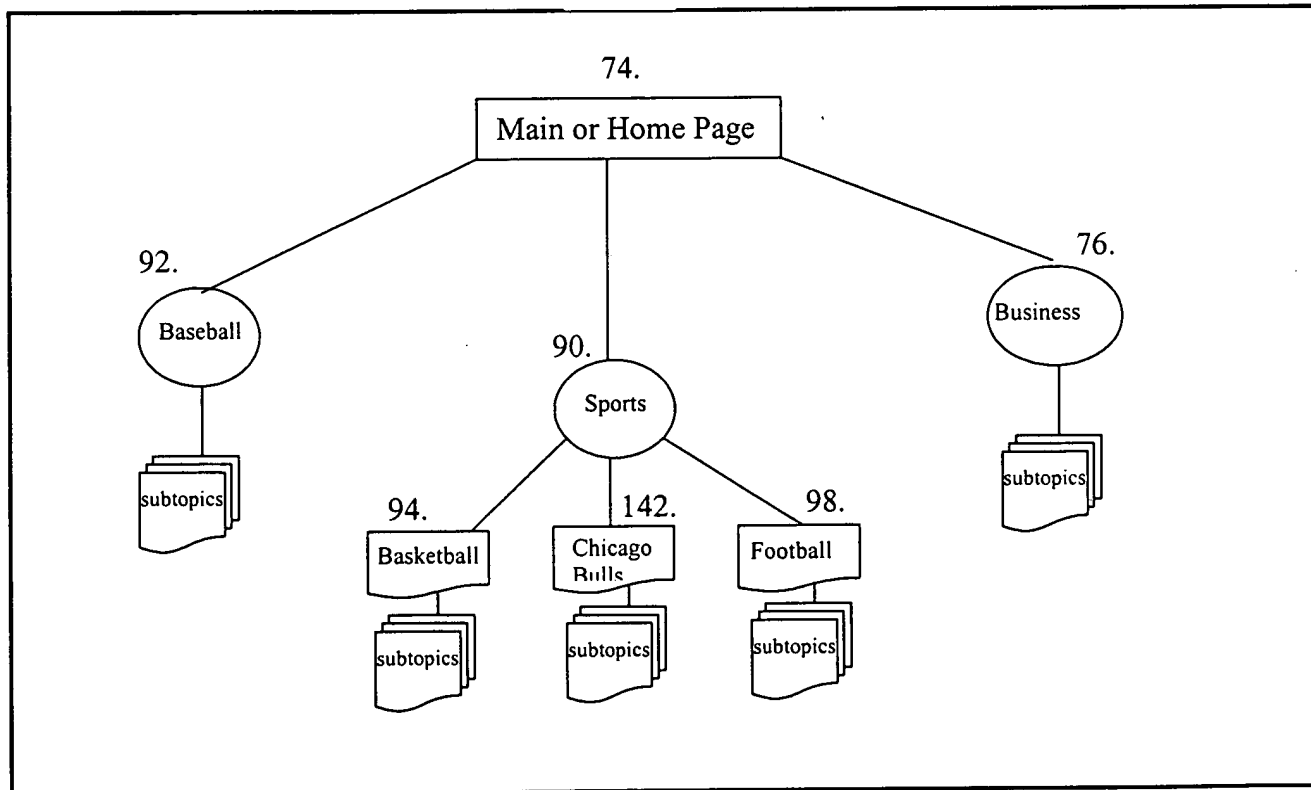 74.
Main or Home Page
92.
76.
Baseball
Business
90.
Sports
subtopics
subtopics
94.
142.
98.
Basketball
Chicago
Bulls
Football
subtopics
subtopics
subtopics